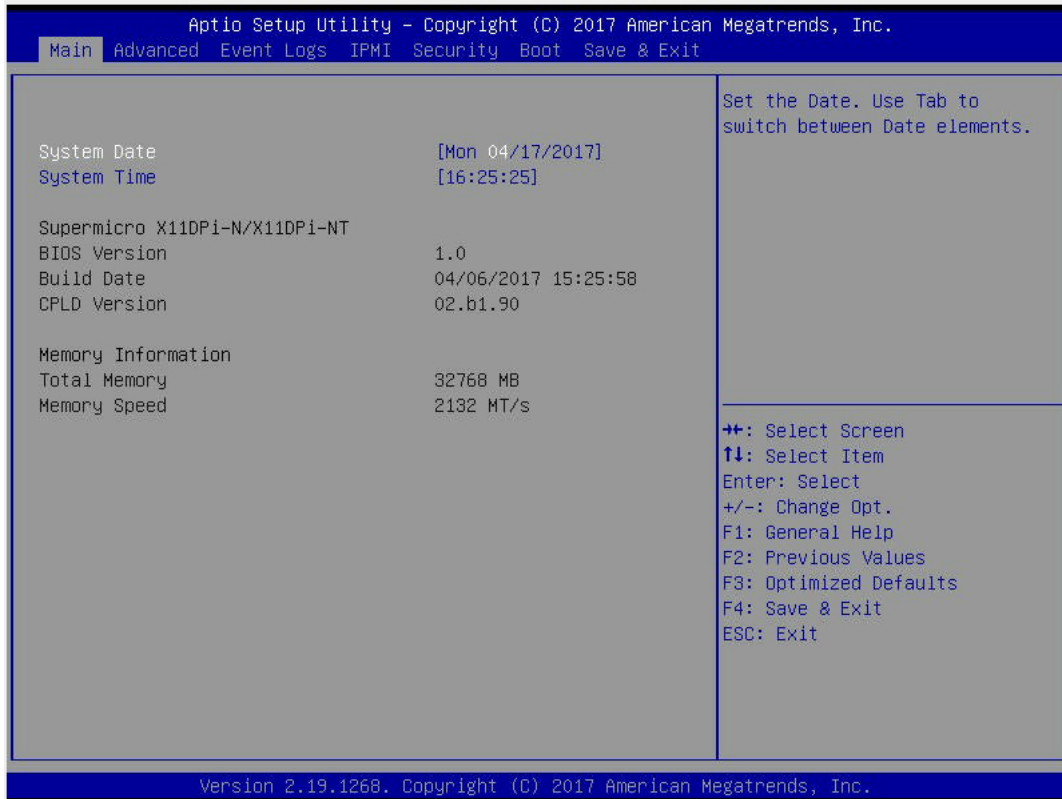 Aptio Setup Utility – Copyright (C) 2017 American Megatrends, Inc.
Main Advanced Event Logs IPMI Security Boot Save & Exit
Set the Date. Use Tab to
switch between Date elements.
System Date [Mon 04/17/2017]
System Time [16:25:25]
Supermicro X11DPi-N/X11DPi-NT
BIOS Version 1.0
Build Date 04/06/2017 15:25:58
CPLD Version 02.b1.90
Memory Information
Total Memory 32768 MB
Memory Speed 2132 MT/s
→←: Select Screen
↑↓: Select Item
Enter: Select
+/-: Change Opt.
F1: General Help
F2: Previous Values
F3: Optimized Defaults
F4: Save & Exit
ESC: Exit
Version 2.19.1268. Copyright (C) 2017 American Megatrends, Inc.